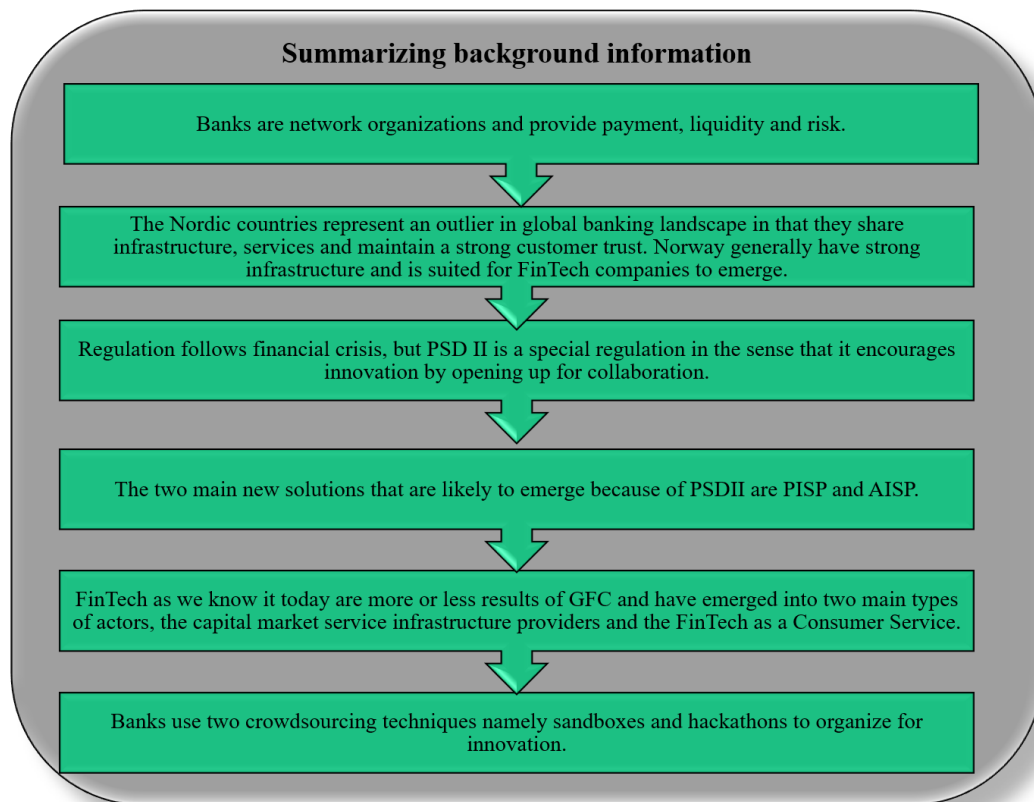 Summarizing background information
Banks are network organizations and provide payment, liquidity and risk.
The Nordic countries represent an outlier in global banking landscape in that they share
infrastructure, services and maintain a strong customer trust. Norway generally have strong
infrastructure and is suited for FinTech companies to emerge.
Regulation follows financial crisis, but PSD II is a special regulation in the sense that it encourages
innovation by opening up for collaboration.
The two main new solutions that are likely to emerge because of PSDII are PISP and AISP.
FinTech as we know it today are more or less results of GFC and have emerged into two main types
of actors, the capital market service infrastructure providers and the FinTech as a Consumer Service.
Banks use two crowdsourcing techniques namely sandboxes and hackathons to organize for
innovation.